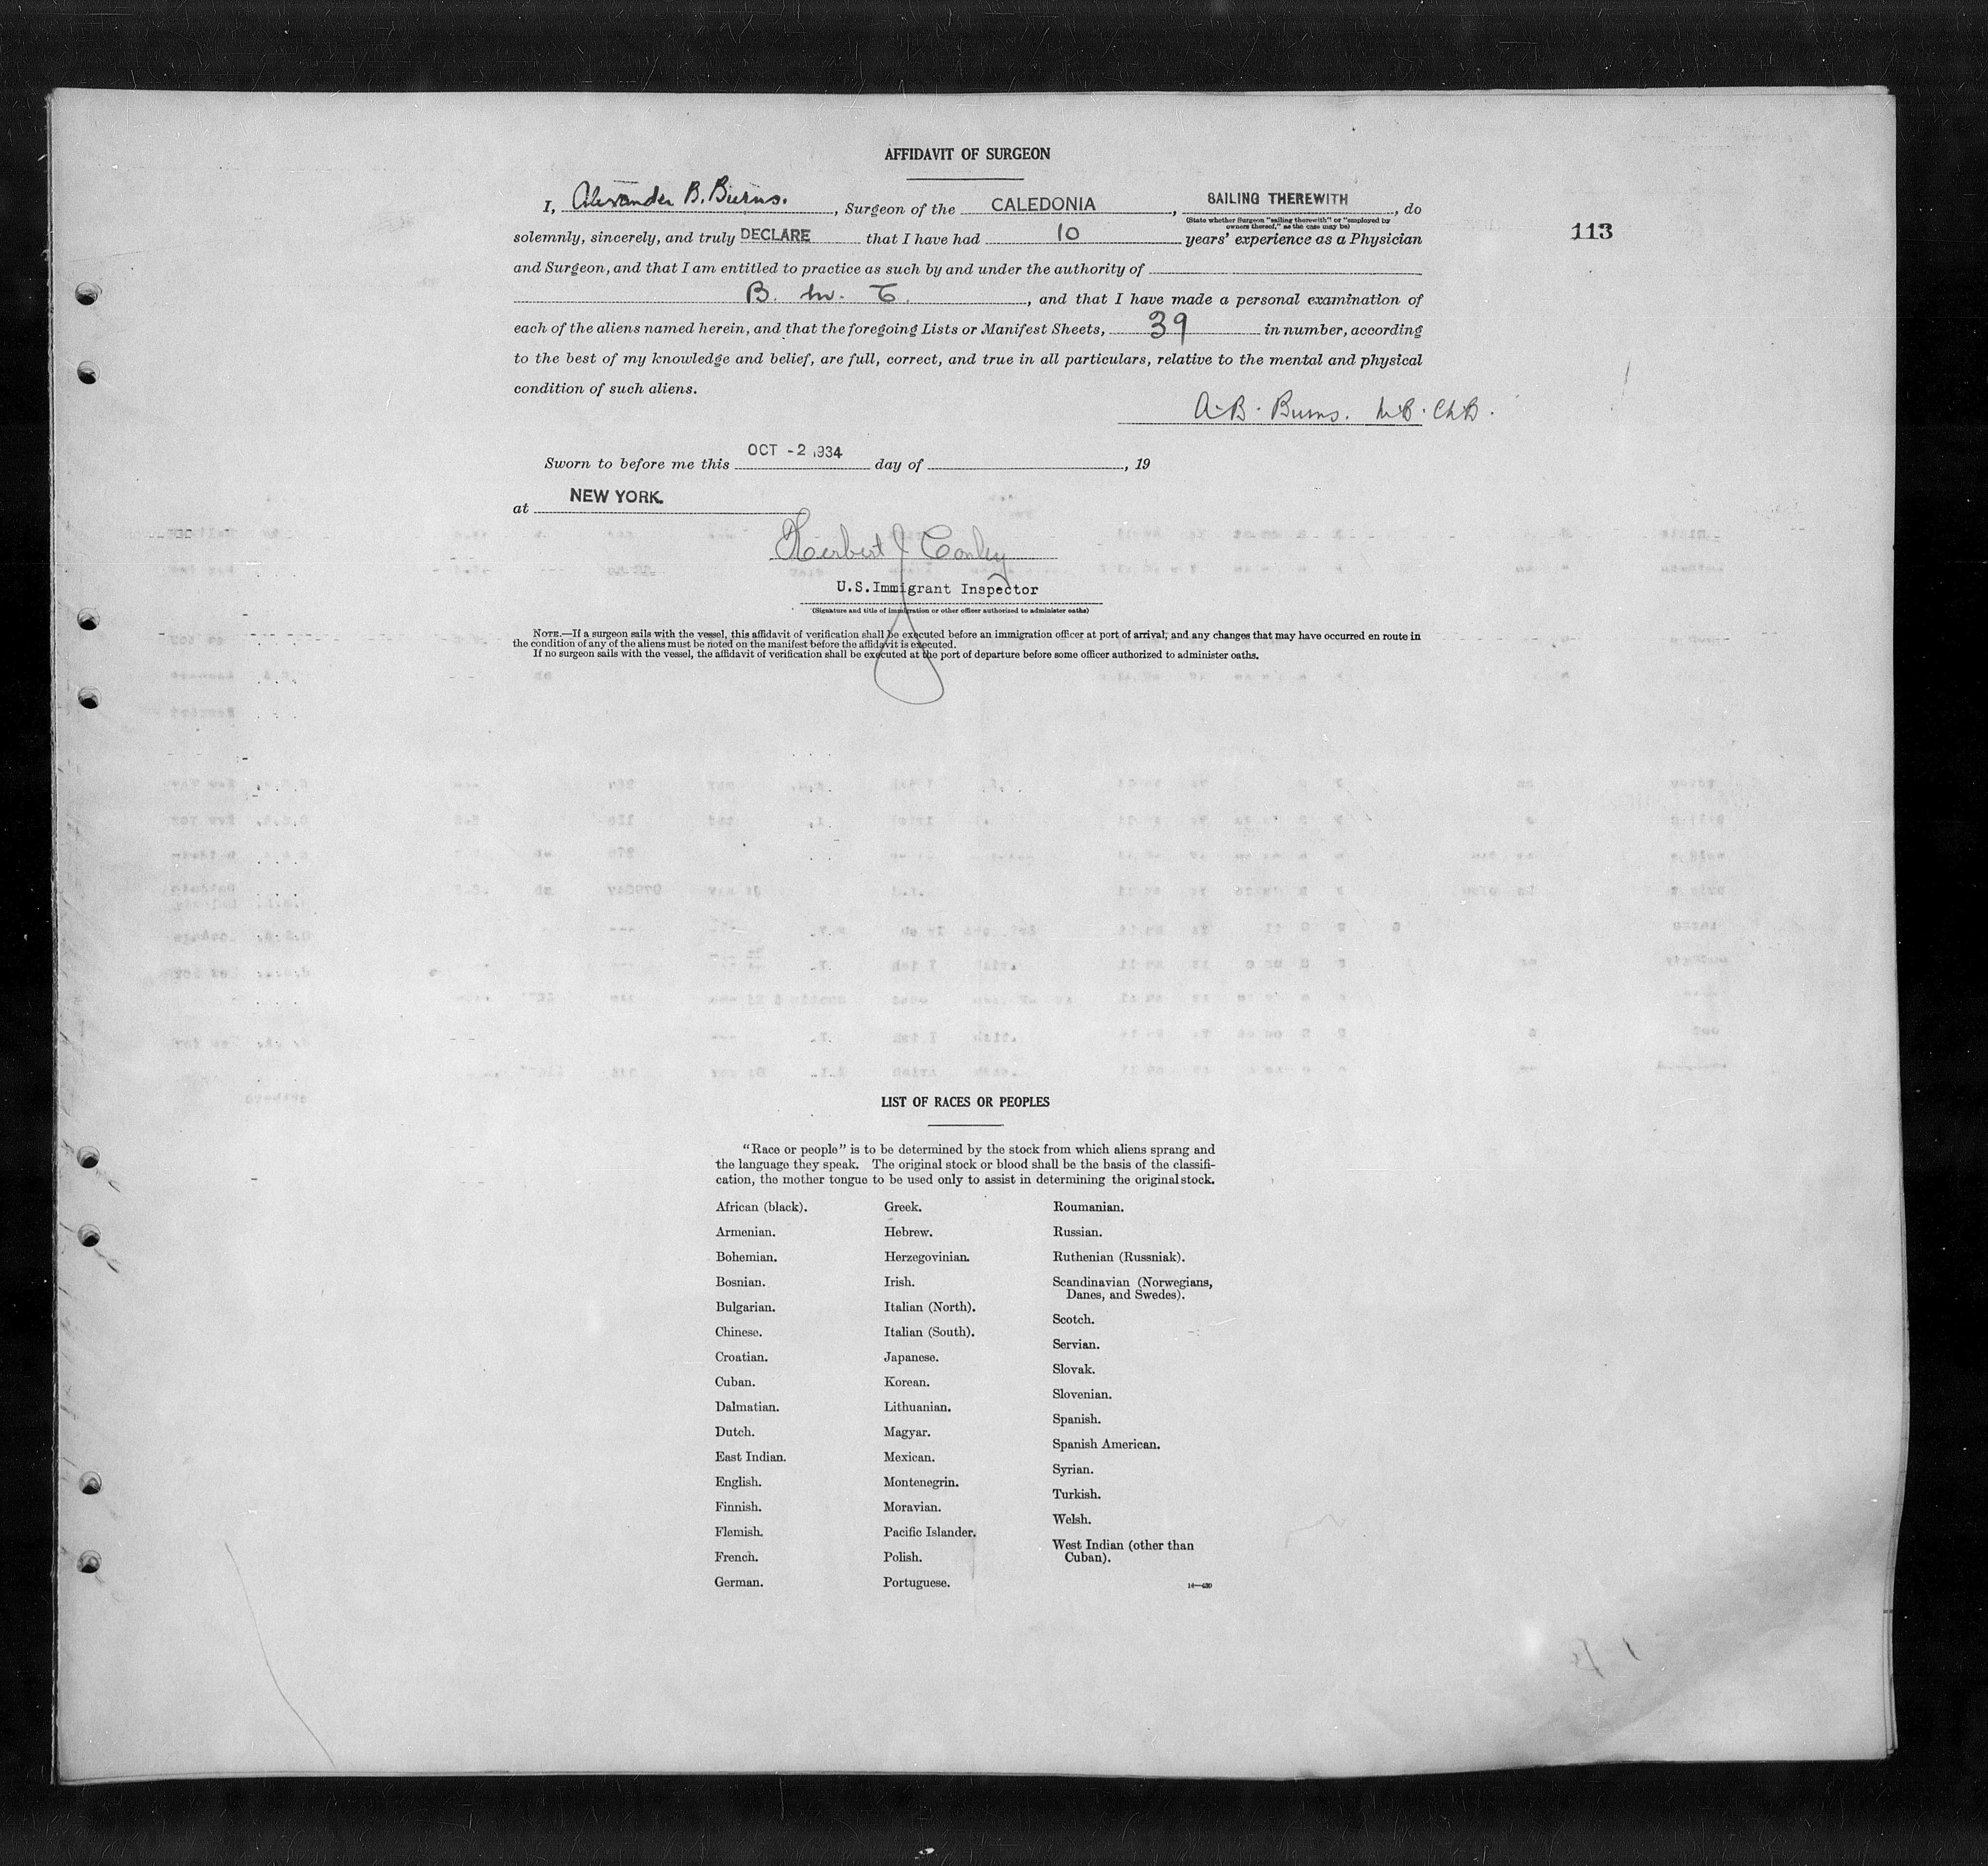 AFFIDAVIT OF SURGEON
I, Alexander B. Burns. , Surgeon of the CALEDONIA , SAILING THEREWITH , do
(State whether Surgeon "sailing therewith" or "employed by
owners thereof," as the case may be)
113
solemnly, sincerely, and truly DECLARE that I have had 10 years' experience as a Physician
and Surgeon, and that I am entitled to practice as such by and under the authority of
B. M. T. , and that I have made a personal examination of
each of the aliens named herein, and that the foregoing Lists or Manifest Sheets, 39 in number, according
to the best of my knowledge and belief, are full, correct, and true in all particulars, relative to the mental and physical
condition of such aliens.
A. B. Burns. M.B. Ch.B.
Sworn to before me this OCT - 2 1934 day of , 19
at NEW YORK.
Herbert J Conley
U.S. Immigrant Inspector
(Signature and title of immigration or other officer authorized to administer oaths)
NOTE.—If a surgeon sails with the vessel, this affidavit of verification shall be executed before an immigration officer at port of arrival, and any changes that may have occurred en route in
the condition of any of the aliens must be noted on the manifest before the affidavit is executed.
If no surgeon sails with the vessel, the affidavit of verification shall be executed at the port of departure before some officer authorized to administer oaths.
LIST OF RACES OR PEOPLES
"Race or people" is to be determined by the stock from which aliens sprang and
the language they speak. The original stock or blood shall be the basis of the classifi-
cation, the mother tongue to be used only to assist in determining the original stock.
African (black).
Armenian.
Bohemian.
Bosnian.
Bulgarian.
Chinese.
Croatian.
Cuban.
Dalmatian.
Dutch.
East Indian.
English.
Finnish.
Flemish.
French.
German.
Greek.
Hebrew.
Herzegovinian.
Irish.
Italian (North).
Italian (South).
Japanese.
Korean.
Lithuanian.
Magyar.
Mexican.
Montenegrin.
Moravian.
Pacific Islander.
Polish.
Portuguese.
Roumanian.
Russian.
Ruthenian (Russniak).
Scandinavian (Norwegians,
Danes, and Swedes).
Scotch.
Servian.
Slovak.
Slovenian.
Spanish.
Spanish American.
Syrian.
Turkish.
Welsh.
West Indian (other than
Cuban).